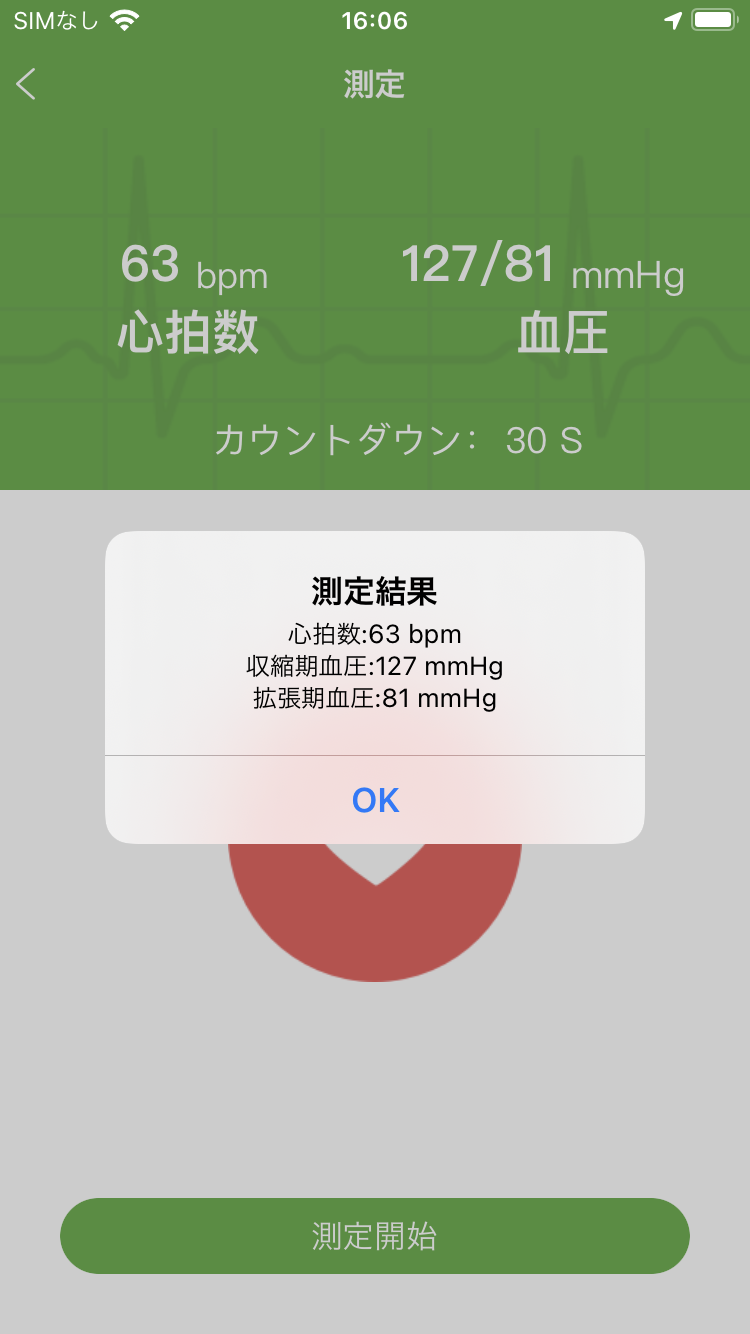 SIMなし 16:06
測定
63 bpm 127/81 mmHg
心拍数 血圧
カウントダウン： 30 S
測定結果
心拍数:63 bpm
収縮期血圧:127 mmHg
拡張期血圧:81 mmHg
OK
測定開始